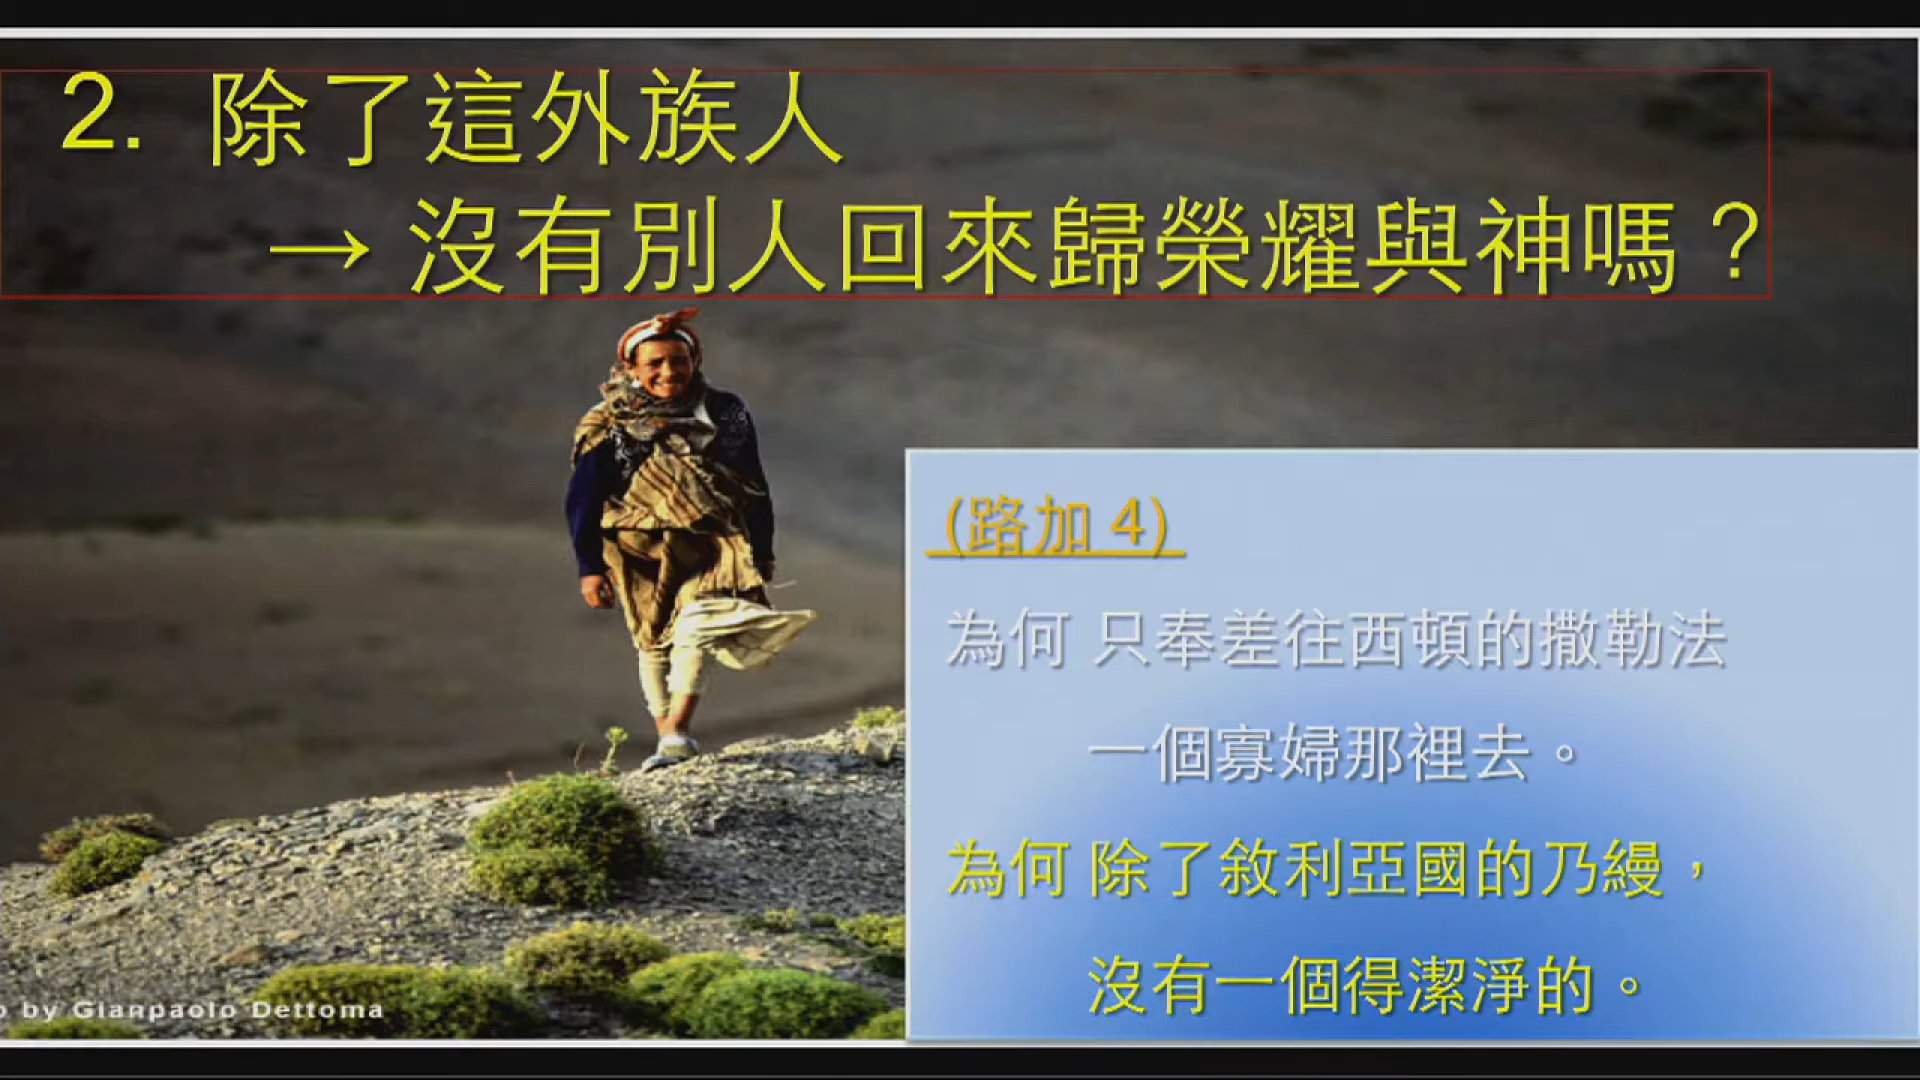 2. 除了這外族人
→ 沒有別人回來歸榮耀與神嗎？
(路加 4)
為何 只奉差往西頓的撒勒法
一個寡婦那裡去。
為何 除了敘利亞國的乃縵，
沒有一個得潔淨的。
by Gianpaolo Dettoma